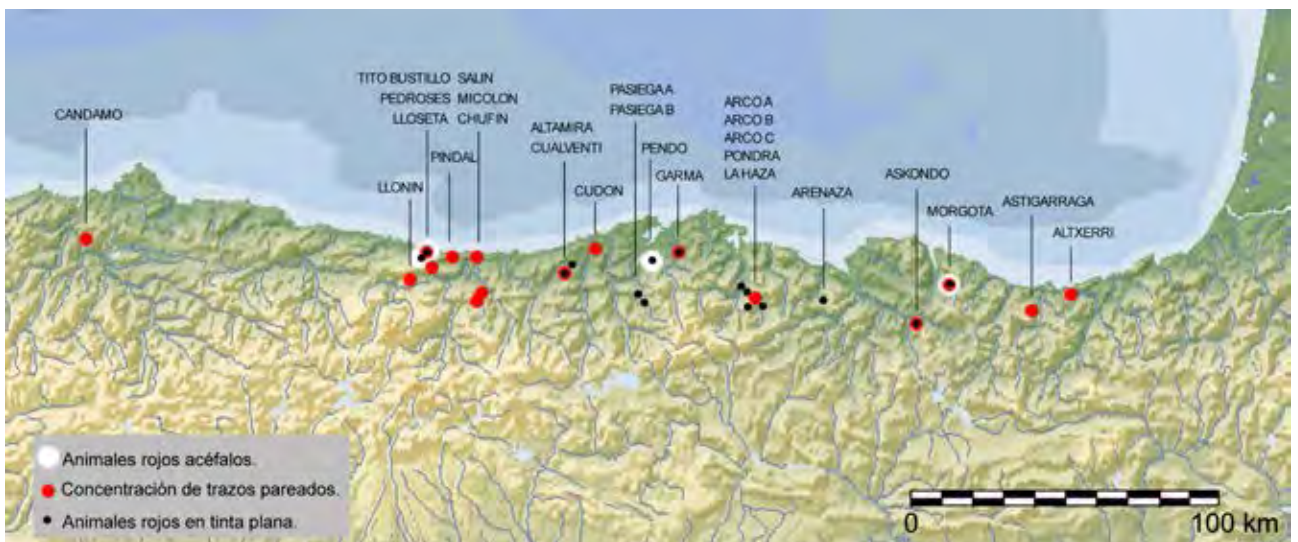 CANDAMO
TITO BUSTILLO
PEDROSES
LLOSETA
SALIN
MICOLON
CHUFIN
PINDAL
LLONIN
ALTAMIRA
CUALVENTI
CUDON
PASIEGA A
PASIEGA B
PENDO
GARMA
ARCO A
ARCO B
ARCO C
PONDRA
LA HAZA
ARENAZA
ASKONDO
MORGOTA
ASTIGARRAGA
ALTXERRI
Animales rojos acéfalos.
Concentración de trazos pareados.
Animales rojos en tinta plana.
0 100 km